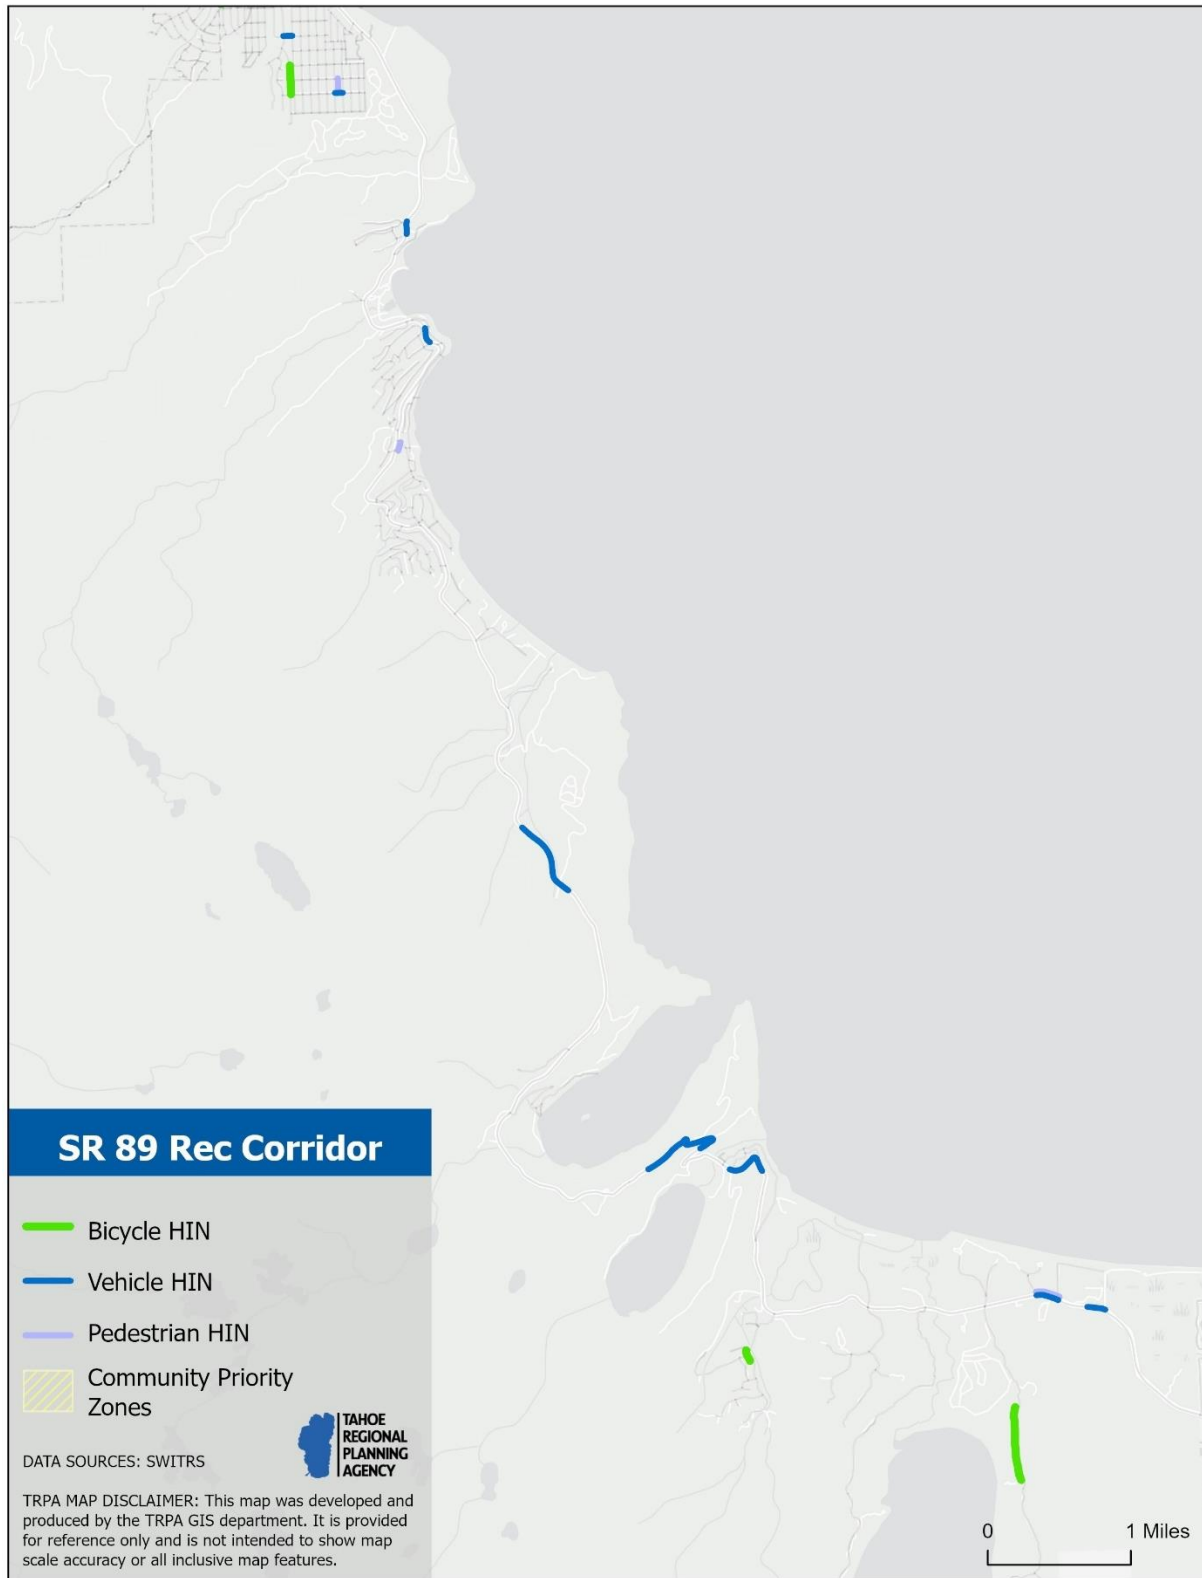 SR 89 Rec Corridor
Bicycle HIN
Vehicle HIN
Pedestrian HIN
Community Priority
Zones
TAHOE
REGIONAL
PLANNING
AGENCY
DATA SOURCES: SWITRS
TRPA MAP DISCLAIMER: This map was developed and
produced by the TRPA GIS department. It is provided
for reference only and is not intended to show map
scale accuracy or all inclusive map features.
0 1 Miles